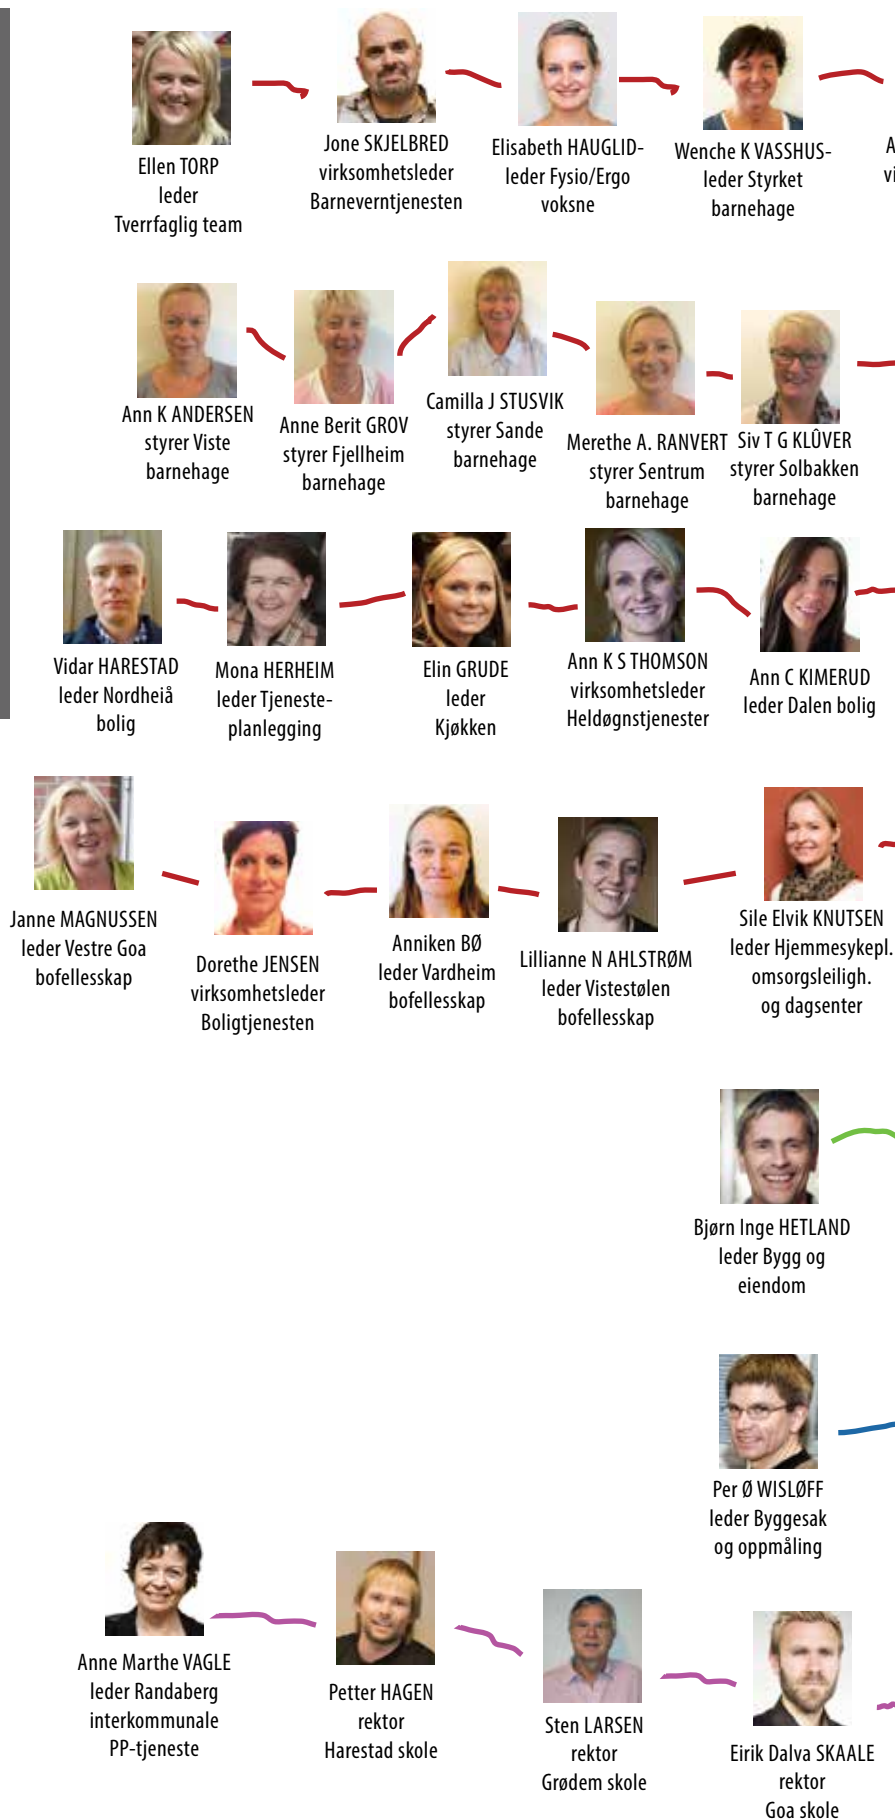 Ellen TORP
leder
Tverrfaglig team
Jone SKJELBRED
virksomhetsleder
Barneverntjenesten
Elisabeth HAUGLID-
leder Fysio/Ergo
voksne
Wenche K VASSHUS-
leder Styrket
barnehage
Ann K ANDERSEN
styrer Viste
barnehage
Anne Berit GROV
styrer Fjellheim
barnehage
Camilla J STUSVIK
styrer Sande
barnehage
Merethe A. RANVERT
styrer Sentrum
barnehage
Siv T G KLÛVER
styrer Solbakken
barnehage
Vidar HARESTAD
leder Nordheiå
bolig
Mona HERHEIM
leder Tjeneste-
planlegging
Elin GRUDE
leder
Kjøkken
Ann K S THOMSON
virksomhetsleder
Heldøgnstjenester
Ann C KIMERUD
leder Dalen bolig
Janne MAGNUSSEN
leder Vestre Goa
bofellesskap
Dorethe JENSEN
virksomhetsleder
Boligtjenesten
Anniken BØ
leder Vardheim
bofellesskap
Lillianne N AHLSTRØM
leder Vistestølen
bofellesskap
Sile Elvik KNUTSEN
leder Hjemmesykepl.
omsorgsleiligh.
og dagsenter
Bjørn Inge HETLAND
leder Bygg og
eiendom
Per Ø WISLØFF
leder Byggesak
og oppmåling
Anne Marthe VAGLE
leder Randaberg
interkommunale
PP-tjeneste
Petter HAGEN
rektor
Harestad skole
Sten LARSEN
rektor
Grødem skole
Eirik Dalva SKAALE
rektor
Goa skole